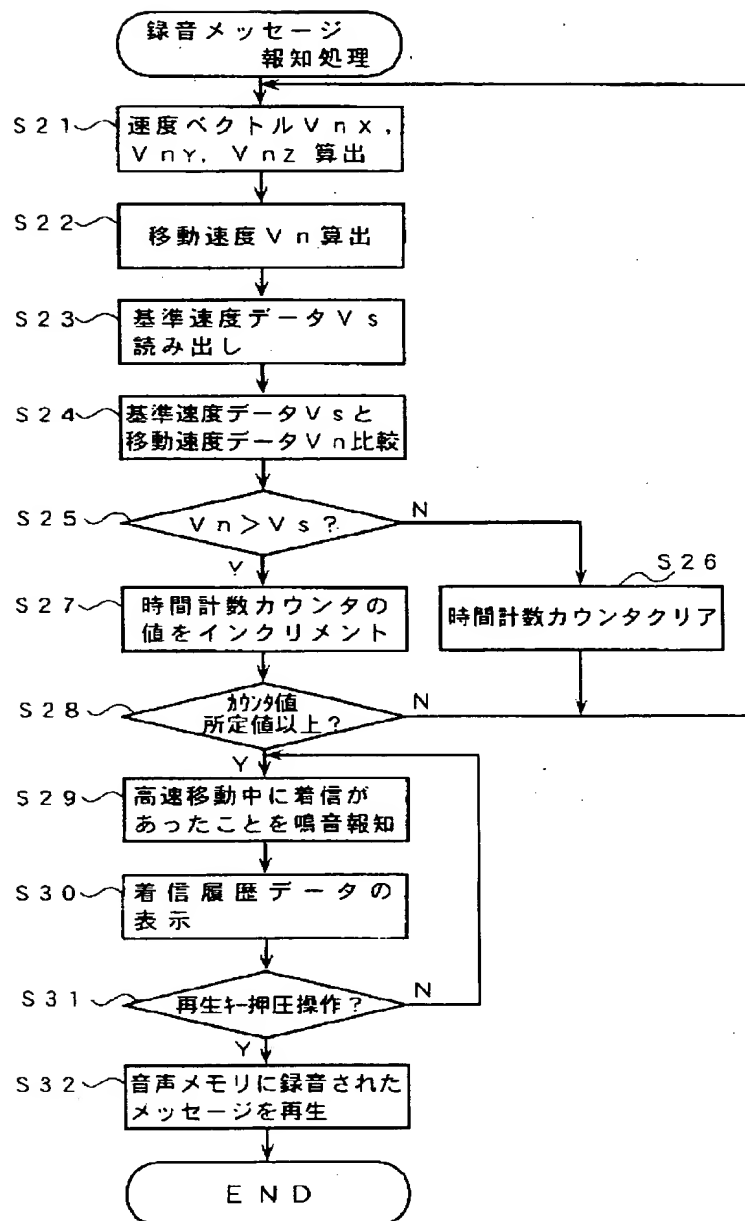 録音メッセージ
報知処理
S21
速度ベクトルVnX,
VnY, VnZ 算出
S22
移動速度Vn算出
S23
基準速度データVs
読み出し
S24
基準速度データVsと
移動速度データVn比較
S25
Vn>Vs?
N
Y
S26
時間計数カウンタクリア
S27
時間計数カウンタの
値をインクリメント
S28
カウンタ値
所定値以上?
N
Y
S29
高速移動中に着信が
あったことを鳴音報知
S30
着信履歴データの
表示
S31
再生キー押圧操作?
N
Y
S32
音声メモリに録音された
メッセージを再生
END